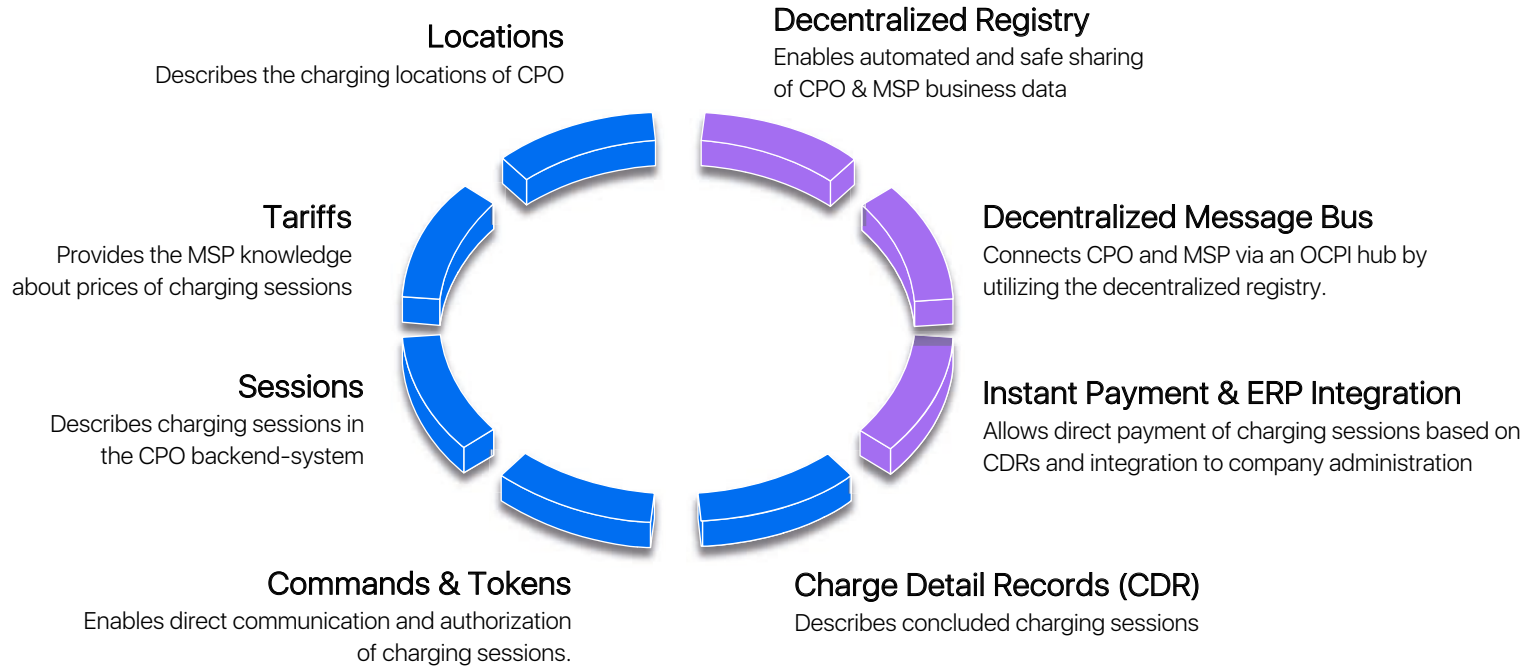 Locations
Describes the charging locations of CPO
Decentralized Registry
Enables automated and safe sharing
of CPO & MSP business data
Tariffs
Provides the MSP knowledge
about prices of charging sessions
Decentralized Message Bus
Connects CPO and MSP via an OCPI hub by
utilizing the decentralized registry.
Sessions
Describes charging sessions in
the CPO backend-system
Instant Payment & ERP Integration
Allows direct payment of charging sessions based on
CDRs and integration to company administration
Commands & Tokens
Enables direct communication and authorization
of charging sessions.
Charge Detail Records (CDR)
Describes concluded charging sessions